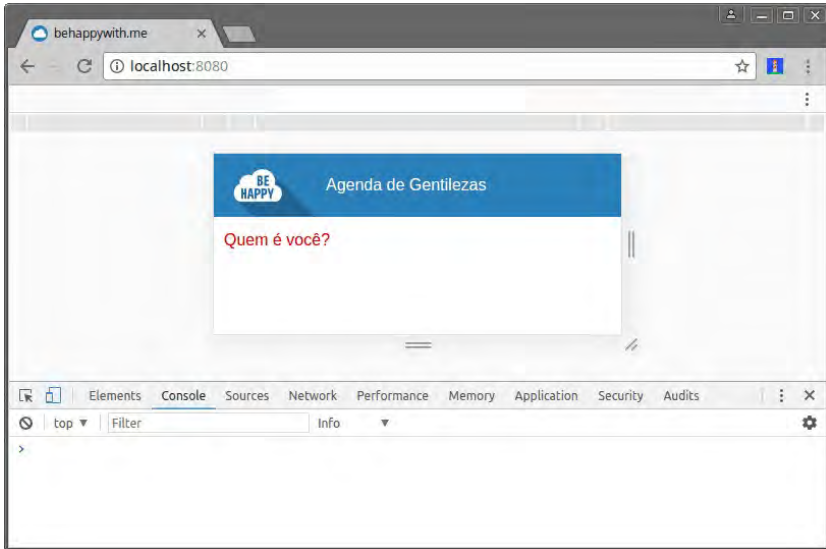 behappywith.me
localhost:8080
BE
HAPPY
Agenda de Gentilezas
Quem é você?
Elements Console Sources Network Performance Memory Application Security Audits
top Filter Info